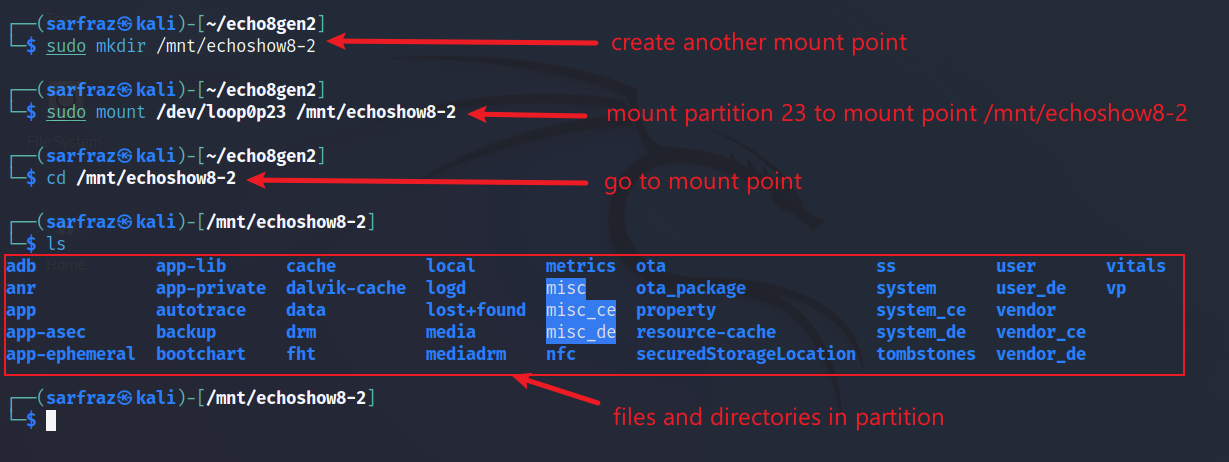 ┌──(sarfraz㉿kali)-[~/echo8gen2]
└─$ sudo mkdir /mnt/echoshow8-2
create another mount point
┌──(sarfraz㉿kali)-[~/echo8gen2]
└─$ sudo mount /dev/loop0p23 /mnt/echoshow8-2
mount partition 23 to mount point /mnt/echoshow8-2
┌──(sarfraz㉿kali)-[~/echo8gen2]
└─$ cd /mnt/echoshow8-2
go to mount point
┌──(sarfraz㉿kali)-[/mnt/echoshow8-2]
└─$ ls
adb app-lib cache local metrics ota ss user vitals
anr app-private dalvik-cache logd misc ota_package system user_de vp
app autotrace data lost+found misc_ce property system_ce vendor
app-asec backup drm media misc_de resource-cache system_de vendor_ce
app-ephemeral bootchart fht mediadrm nfc securedStorageLocation tombstones vendor_de
┌──(sarfraz㉿kali)-[/mnt/echoshow8-2]
└─$
files and directories in partition
File System
Home